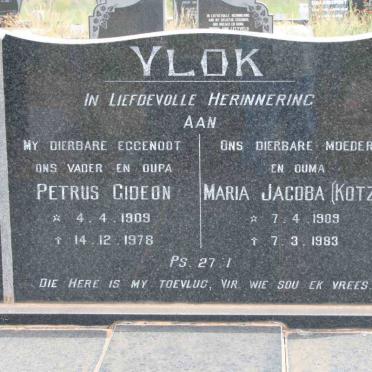 YLOK
IN LIEFDEVOLLE HERINNERING
AAN
MY DIERBARE EGGENOOT
ONS VADER EN OUPA
PETRUS GIDEON
☆ 4.4.1909
† 14.12.1978
ONS DIERBARE MOEDER
EN OUMA
MARIA JACOBA (KOTZ
☆ 7.4.1909
† 7.3.1983
PS. 27:1
DIE HERE IS MY TOEVLUG, VIR WIE SOU EK VREES